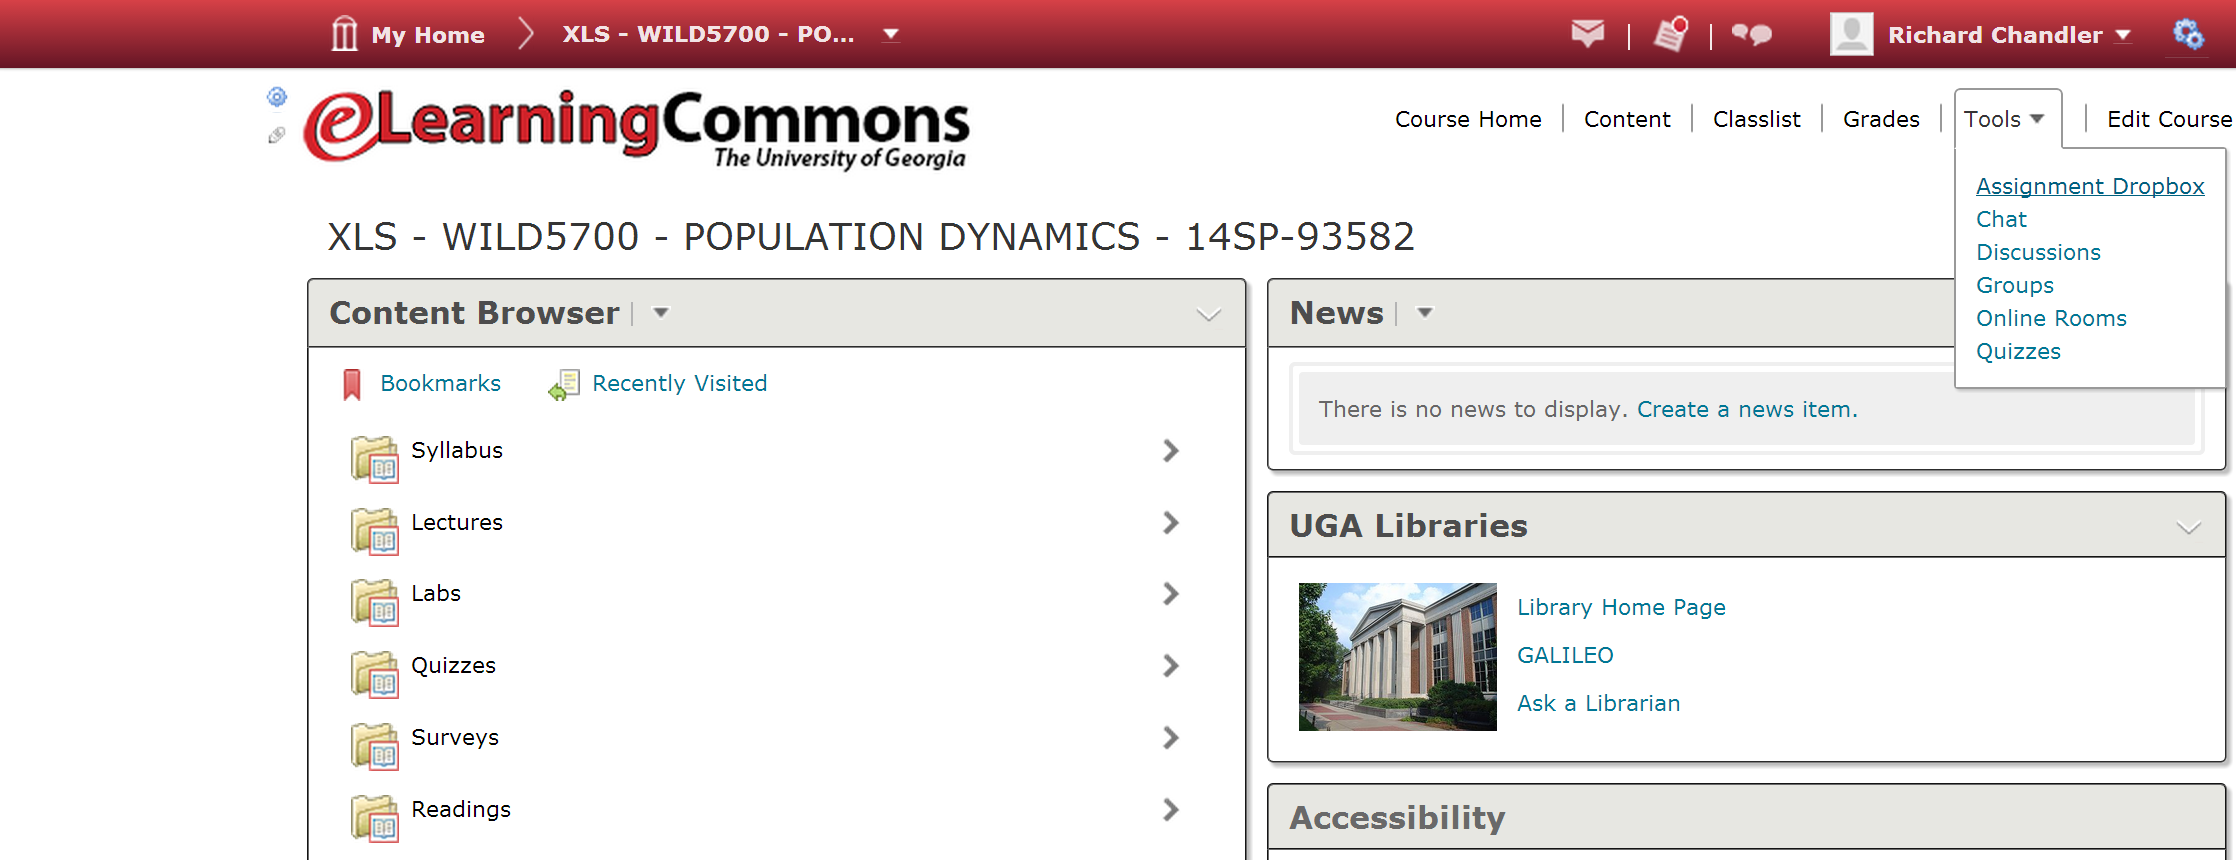 My Home
XLS - WILD5700 - PO...
Richard Chandler
eLearningCommons
The University of Georgia
Course Home
Content
Classlist
Grades
Tools
Edit Course
Assignment Dropbox
Chat
Discussions
Groups
Online Rooms
Quizzes
XLS - WILD5700 - POPULATION DYNAMICS - 14SP-93582
Content Browser
Bookmarks
Recently Visited
Syllabus
Lectures
Labs
Quizzes
Surveys
Readings
News
There is no news to display. Create a news item.
UGA Libraries
Library Home Page
GALILEO
Ask a Librarian
Accessibility